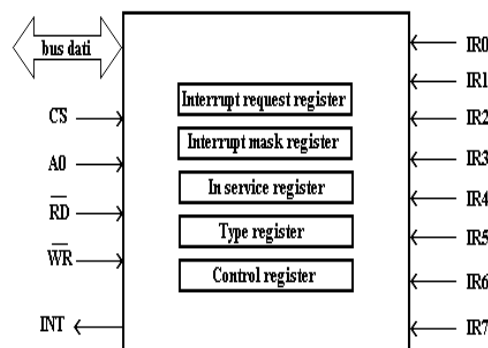 bus dati
CS
A0
RD
WR
INT
Interrupt request register
Interrupt mask register
In service register
Type register
Control register
IR0
IR1
IR2
IR3
IR4
IR5
IR6
IR7